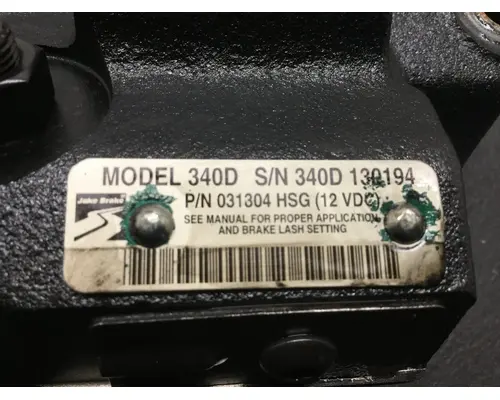 MODEL 340D S/N 340D 130194
Jake Brake
P/N 031304 HSG (12 VDC)
SEE MANUAL FOR PROPER APPLICATION
AND BRAKE LASH SETTING